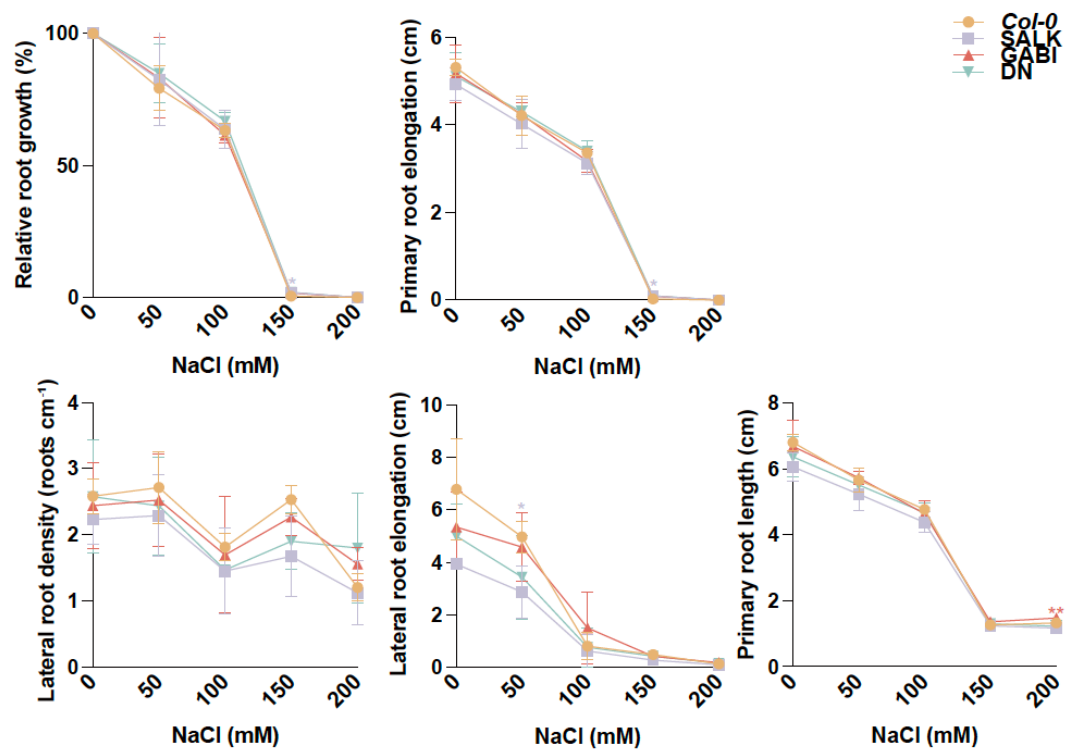 Col-0
SALK
GABI
DN
Relative root growth (%)
100
50
0
0 50 100 150 200
*
NaCl (mM)
Primary root elongation (cm)
6
4
2
0
0 50 100 150 200
*
NaCl (mM)
Lateral root density (roots cm⁻¹)
4
3
2
1
0
0 50 100 150 200
NaCl (mM)
Lateral root elongation (cm)
10
8
6
4
2
0
0 50 100 150 200
*
NaCl (mM)
Primary root length (cm)
8
6
4
2
0
0 50 100 150 200
**
NaCl (mM)